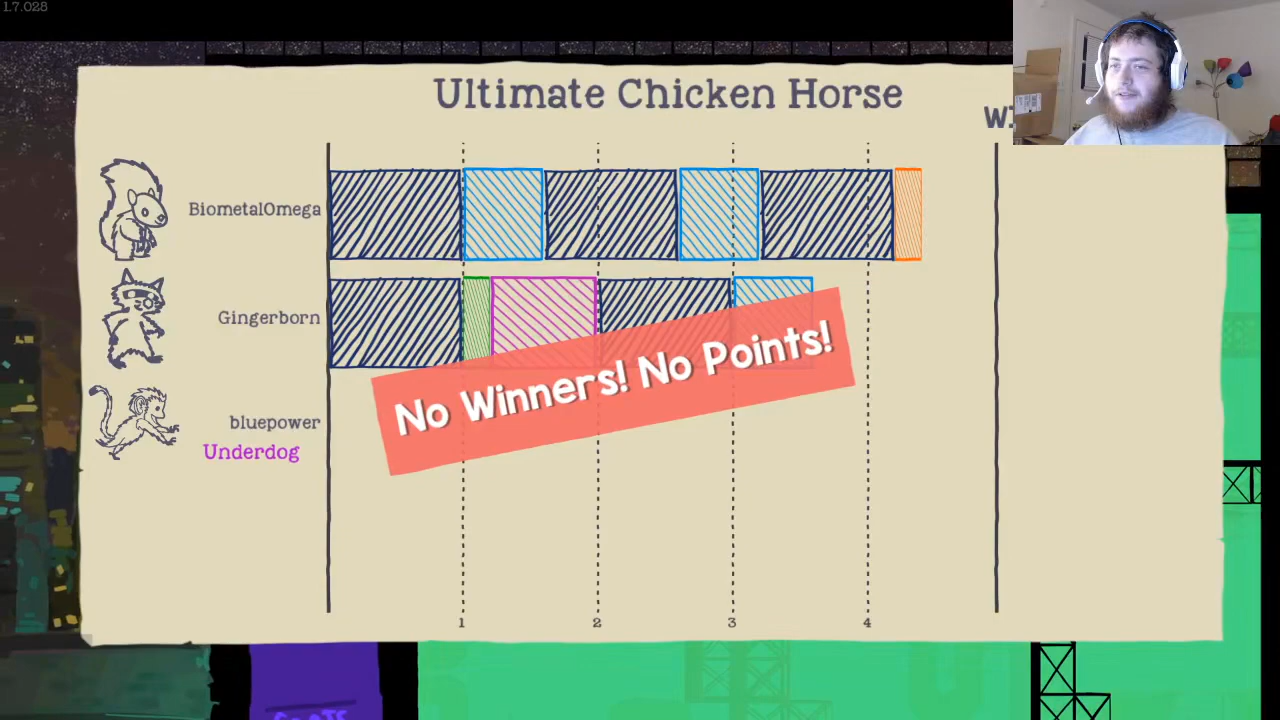 1.7.028
Ultimate Chicken Horse
BiometalOmega
Gingerborn
No Winners! No Points!
bluepower
Underdog
1 2 3 4